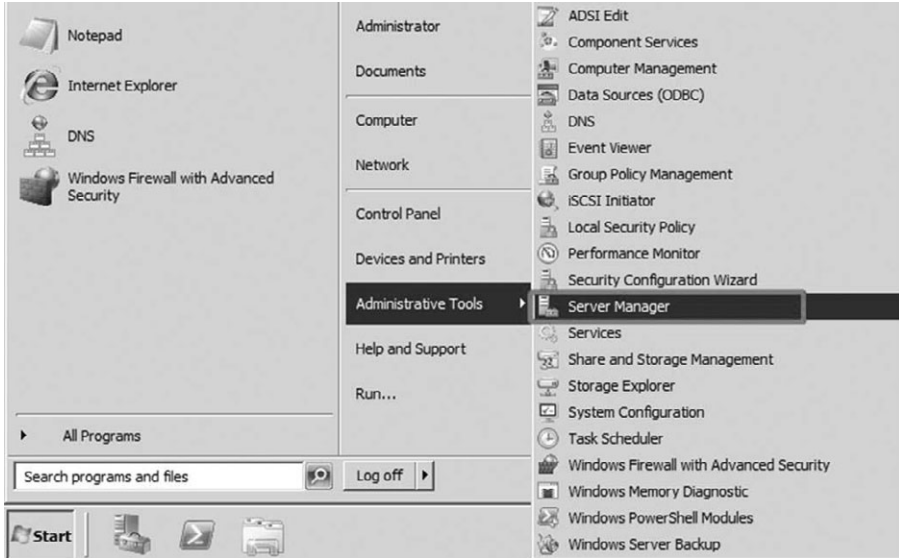 Notepad
Internet Explorer
DNS
Windows Firewall with Advanced
Security
All Programs
Search programs and files
Administrator
Documents
Computer
Network
Control Panel
Devices and Printers
Administrative Tools
Help and Support
Run...
Log off
ADSI Edit
Component Services
Computer Management
Data Sources (ODBC)
DNS
Event Viewer
Group Policy Management
iSCSI Initiator
Local Security Policy
Performance Monitor
Security Configuration Wizard
Server Manager
Services
Share and Storage Management
Storage Explorer
System Configuration
Task Scheduler
Windows Firewall with Advanced Security
Windows Memory Diagnostic
Windows PowerShell Modules
Windows Server Backup
Start